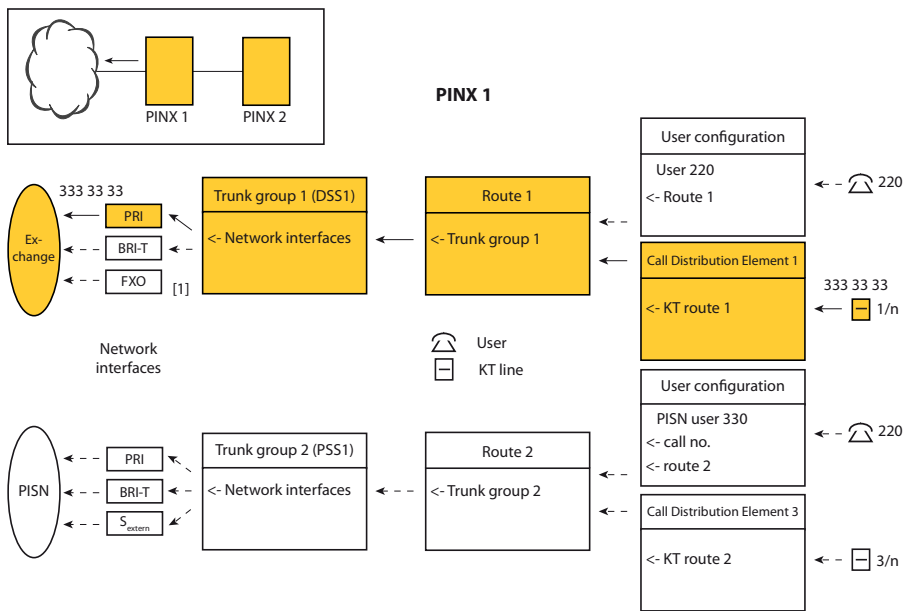 PINX 1
PINX 2
PINX 1
User configuration
User 220
<- Route 1
220
333 33 33
Trunk group 1 (DSS1)
<- Network interfaces
Route 1
<- Trunk group 1
PRI
BRI-T
FXO
[1]
Ex-
change
Call Distribution Element 1
<- KT route 1
333 33 33
1/n
Network
interfaces
User
KT line
User configuration
PISN user 330
<- call no.
<- route 2
220
Trunk group 2 (PSS1)
<- Network interfaces
Route 2
<- Trunk group 2
PRI
BRI-T
Sextern
PISN
Call Distribution Element 3
<- KT route 2
3/n